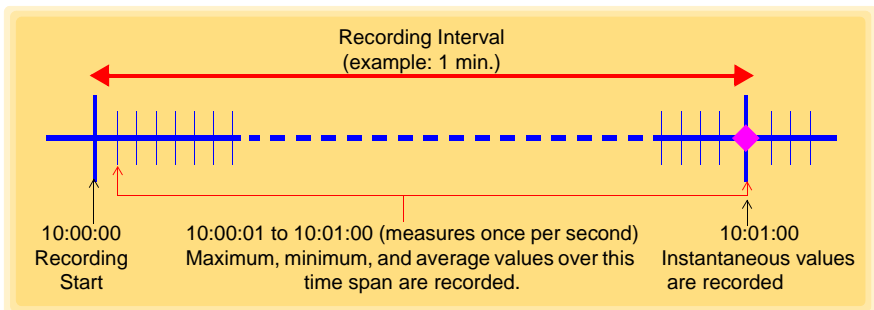 Recording Interval
(example: 1 min.)
10:00:00
Recording
Start
10:00:01 to 10:01:00 (measures once per second)
Maximum, minimum, and average values over this
time span are recorded.
10:01:00
Instantaneous values
are recorded